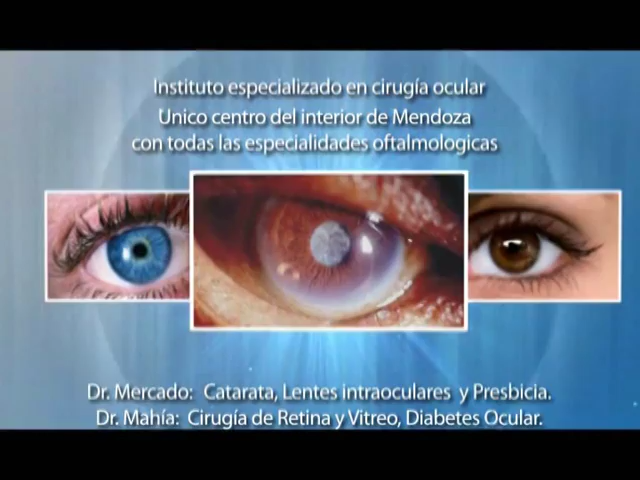 Instituto especializado en cirugía ocular
Unico centro del interior de Mendoza
con todas las especialidades oftalmologicas
Dr. Mercado: Catarata, Lentes intraoculares y Presbicia.
Dr. Mahía: Cirugía de Retina y Vitreo, Diabetes Ocular.